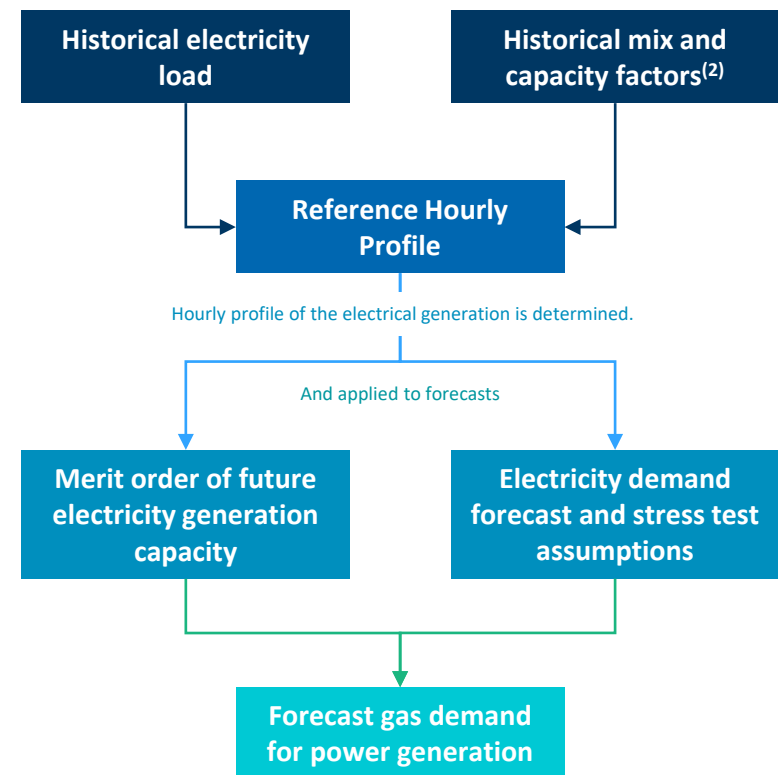 Historical electricity
load
Historical mix and
capacity factors(2)
Reference Hourly
Profile
Hourly profile of the electrical generation is determined.
And applied to forecasts
Merit order of future
electricity generation
capacity
Electricity demand
forecast and stress test
assumptions
Forecast gas demand
for power generation